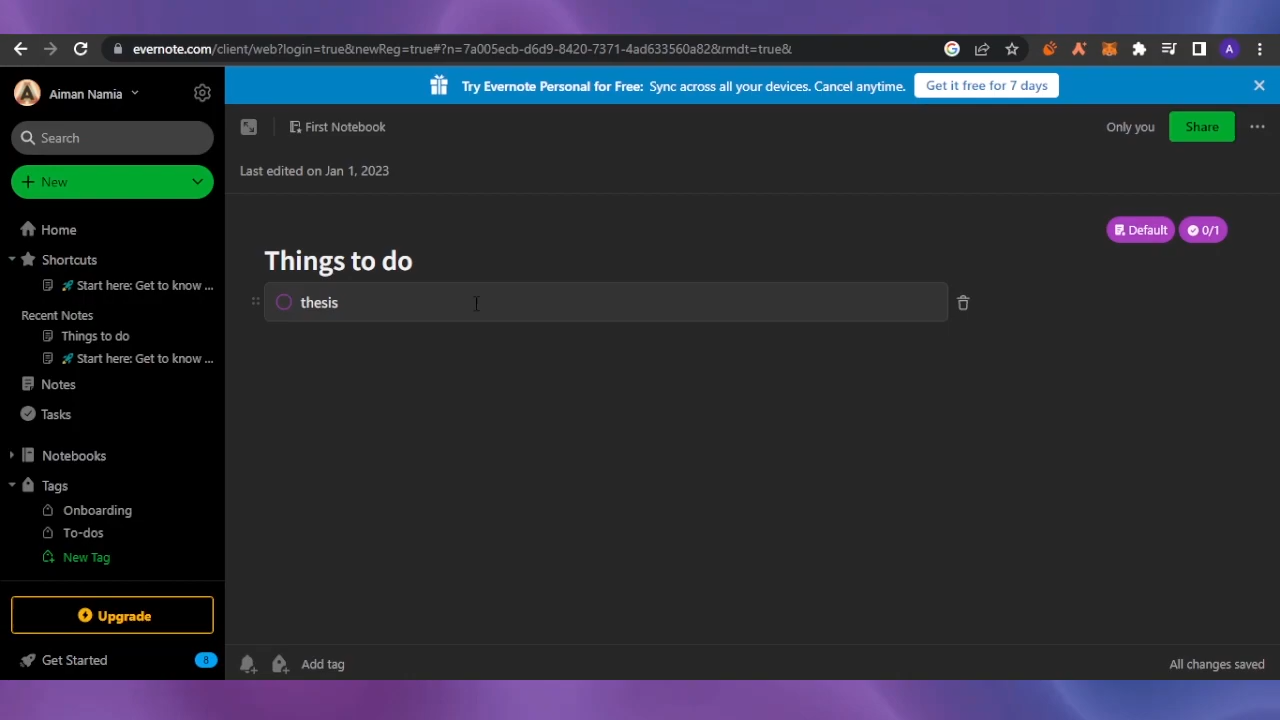 evernote.com/client/web?login=true&newReg=true#?n=7a005ecb-d6d9-8420-7371-4ad633560a82&rmdt=true&
A
A Aiman Namia
Try Evernote Personal for Free: Sync across all your devices. Cancel anytime. Get it free for 7 days
Search
First Notebook
Only you Share
New
Last edited on Jan 1, 2023
Home
Default 0/1
Shortcuts
Things to do
Start here: Get to know ...
thesis
Recent Notes
Things to do
Start here: Get to know ...
Notes
Tasks
Notebooks
Tags
Onboarding
To-dos
New Tag
Upgrade
Get Started 8
Add tag
All changes saved